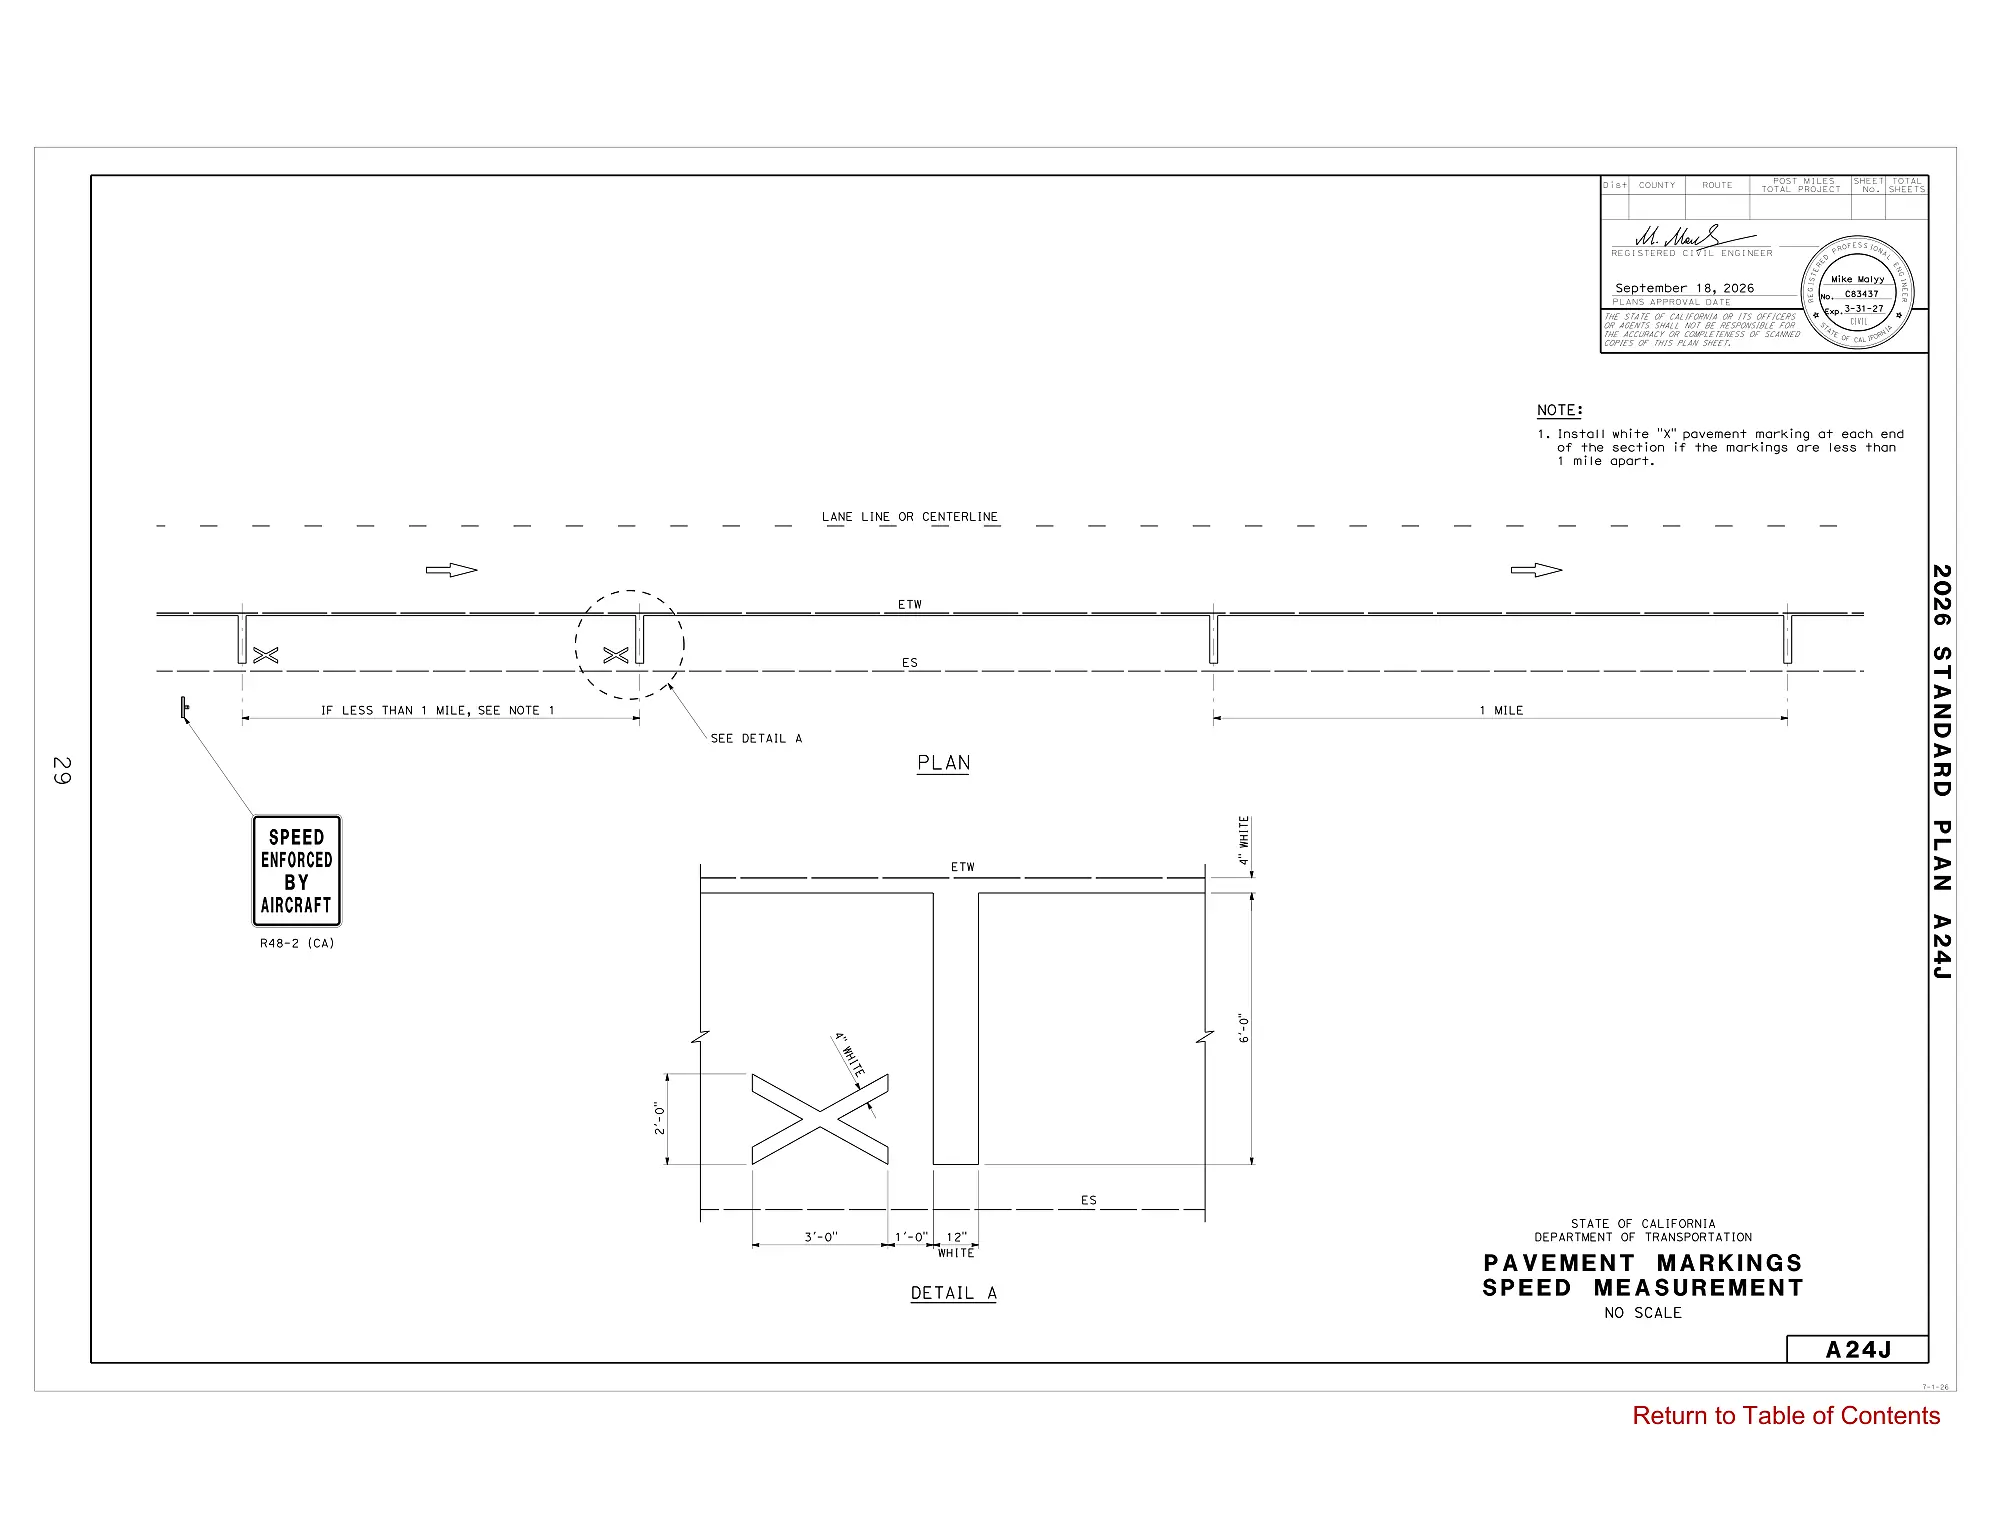 Dist COUNTY ROUTE POST MILES TOTAL PROJECT SHEET No. TOTAL SHEETS
REGISTERED CIVIL ENGINEER
September 18, 2026
PLANS APPROVAL DATE
THE STATE OF CALIFORNIA OR ITS OFFICERS
OR AGENTS SHALL NOT BE RESPONSIBLE FOR
THE ACCURACY OR COMPLETENESS OF SCANNED
COPIES OF THIS PLAN SHEET.
REGISTERED PROFESSIONAL ENGINEER
Mike Malyy
No. C83437
Exp. 3-31-27
CIVIL
STATE OF CALIFORNIA
NOTE:
1. Install white "X" pavement marking at each end
of the section if the markings are less than
1 mile apart.
LANE LINE OR CENTERLINE
ETW
ES
IF LESS THAN 1 MILE, SEE NOTE 1
1 MILE
SEE DETAIL A
PLAN
SPEED
ENFORCED
BY
AIRCRAFT
R48-2 (CA)
4" WHITE
ETW
6'-0"
4" WHITE
2'-0"
ES
3'-0" 1'-0" 12"
WHITE
DETAIL A
STATE OF CALIFORNIA
DEPARTMENT OF TRANSPORTATION
PAVEMENT MARKINGS
SPEED MEASUREMENT
NO SCALE
A24J
2026 STANDARD PLAN A24J
29
7-1-26
Return to Table of Contents